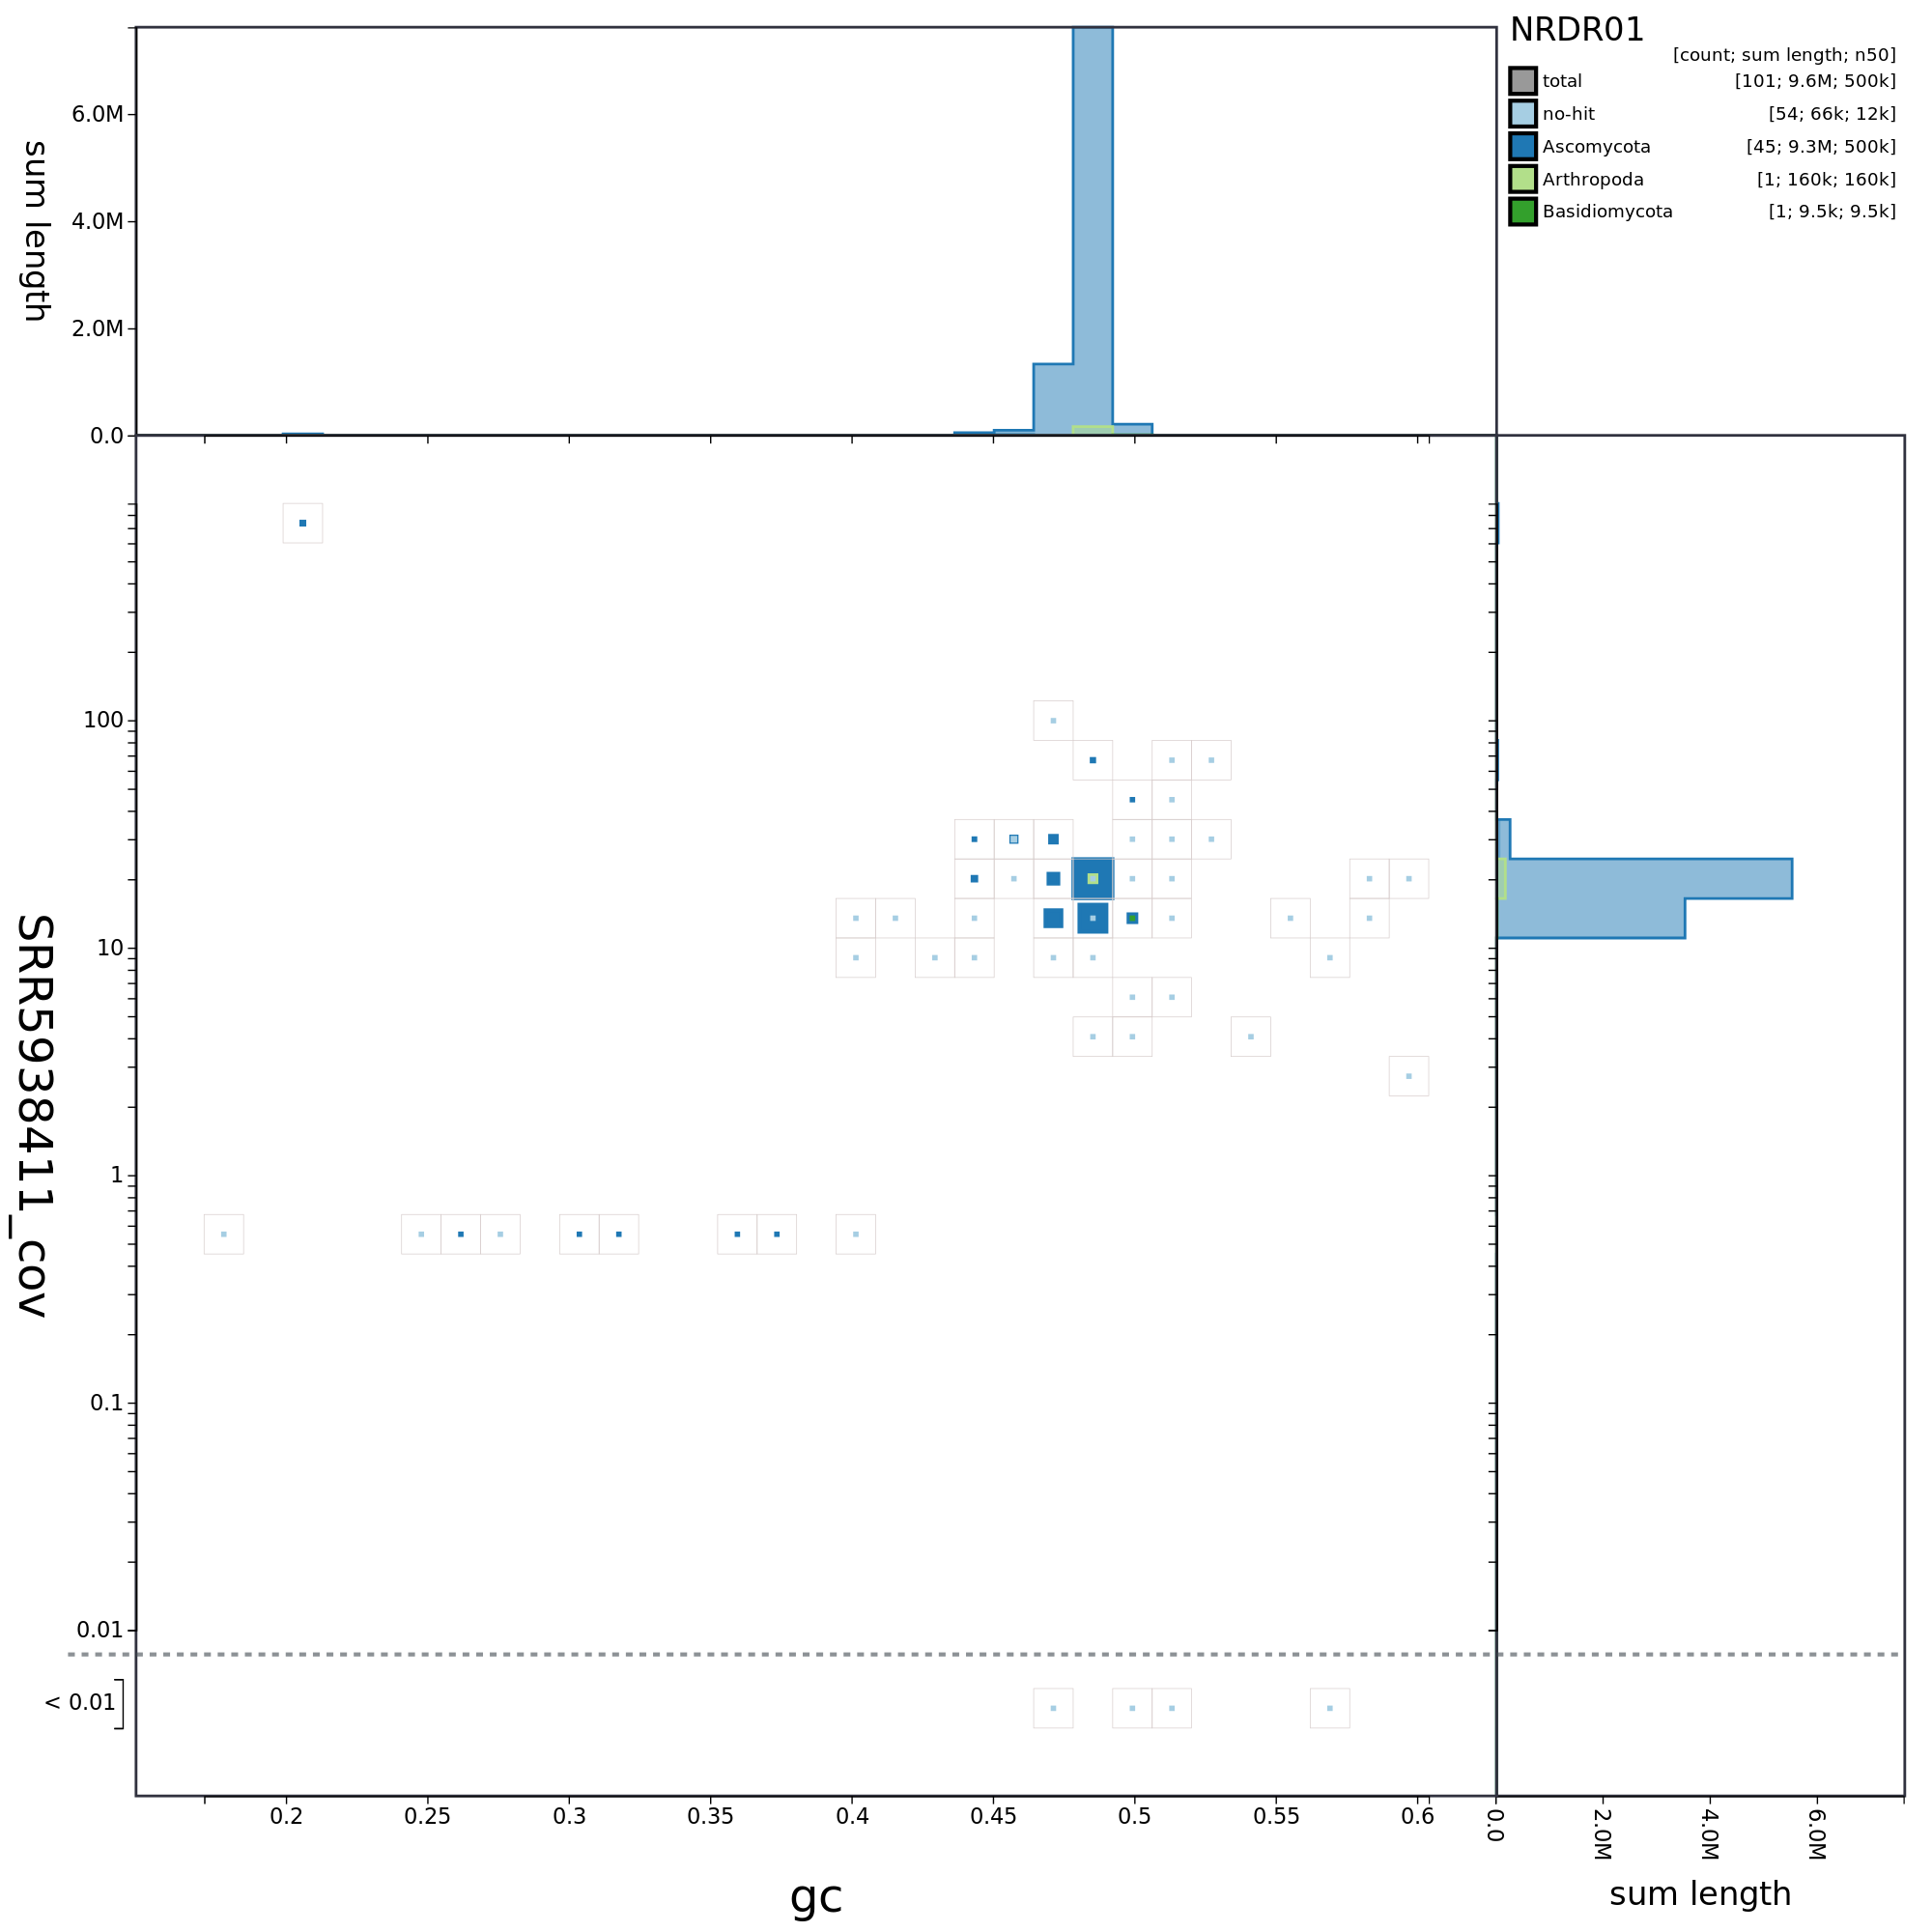 NRDR01
[count; sum length; n50]
total [101; 9.6M; 500k]
no-hit [54; 66k; 12k]
Ascomycota [45; 9.3M; 500k]
Arthropoda [1; 160k; 160k]
Basidiomycota [1; 9.5k; 9.5k]
sum length
6.0M
4.0M
2.0M
0.0
SRR5938411_cov
100
10
1
0.1
0.01
< 0.01
0.2 0.25 0.3 0.35 0.4 0.45 0.5 0.55 0.6
gc
0.0 2.0M 4.0M 6.0M
sum length